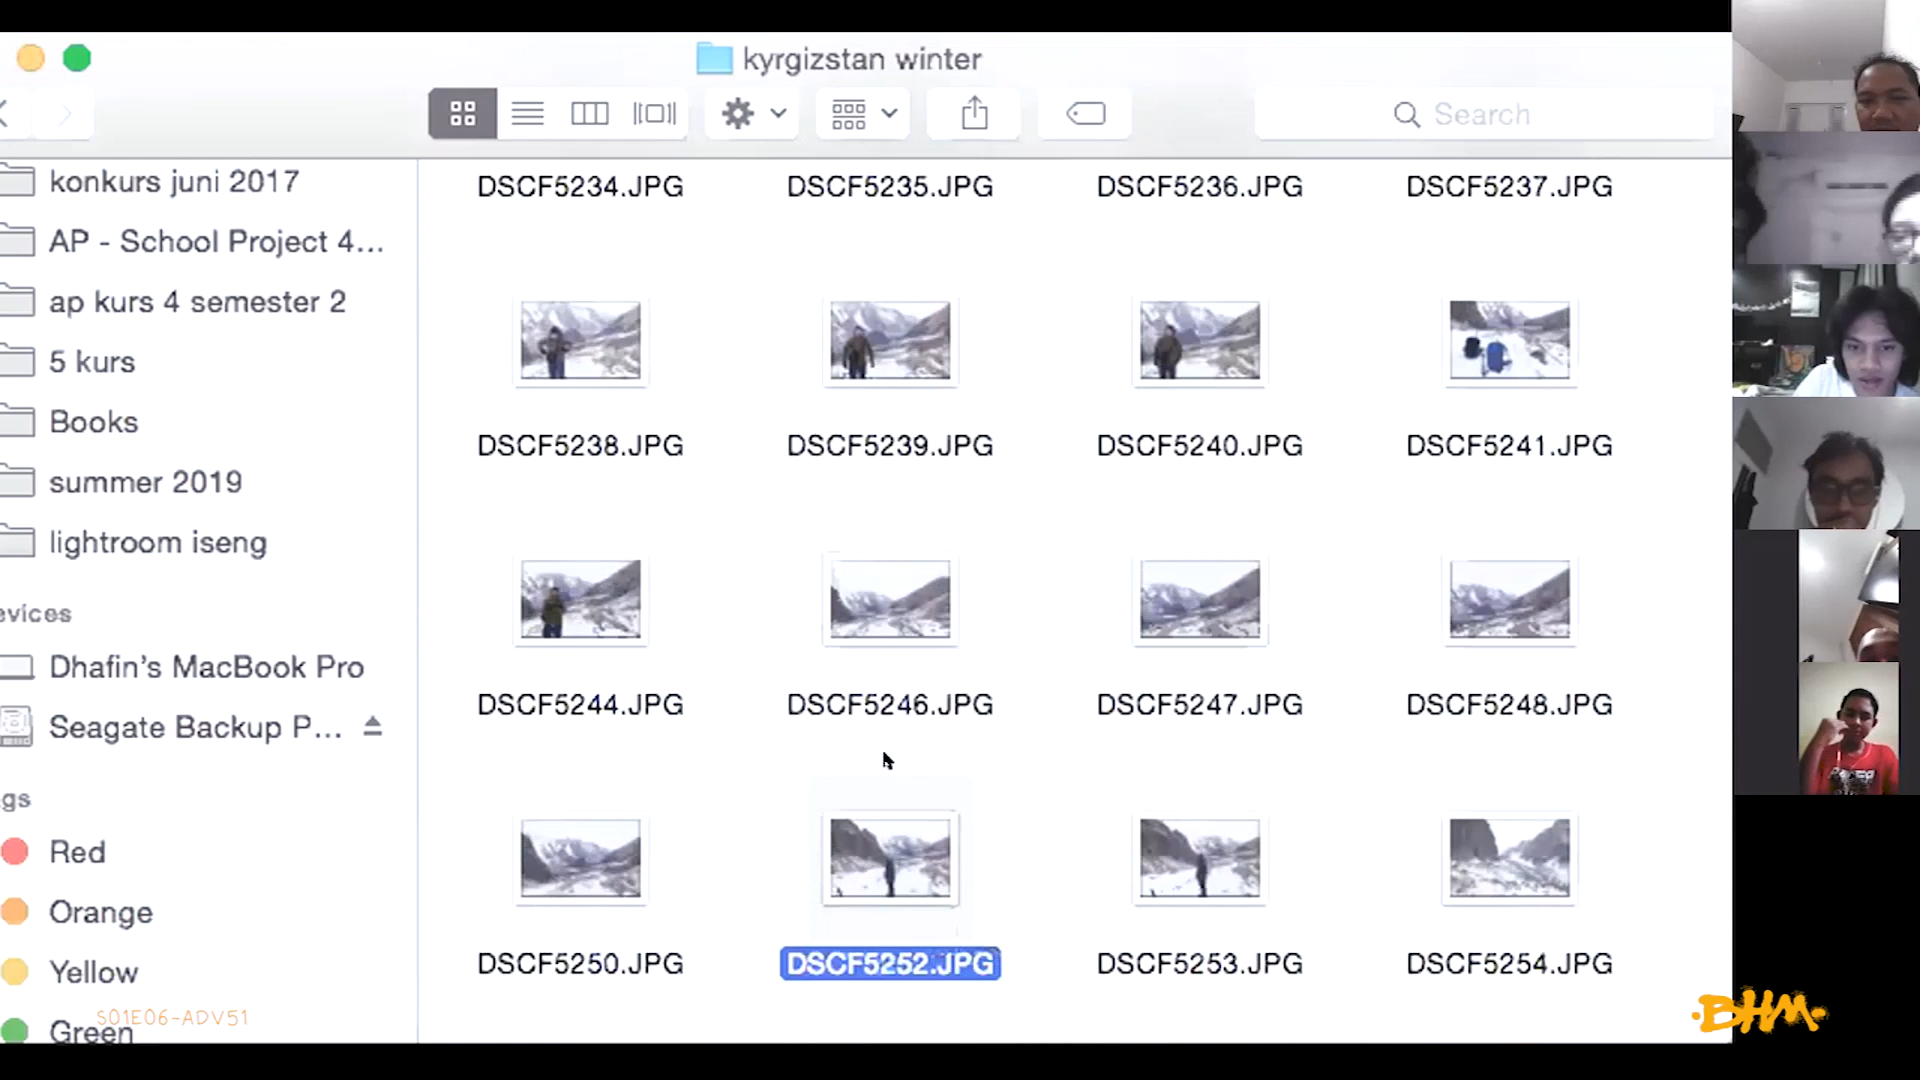 kyrgizstan winter
Search
konkurs juni 2017
AP - School Project 4...
ap kurs 4 semester 2
5 kurs
Books
summer 2019
lightroom iseng
evices
Dhafin's MacBook Pro
Seagate Backup P...
gs
Red
Orange
Yellow
Green
DSCF5234.JPG DSCF5235.JPG DSCF5236.JPG DSCF5237.JPG
DSCF5238.JPG DSCF5239.JPG DSCF5240.JPG DSCF5241.JPG
DSCF5244.JPG DSCF5246.JPG DSCF5247.JPG DSCF5248.JPG
DSCF5250.JPG DSCF5252.JPG DSCF5253.JPG DSCF5254.JPG
S01E06-ADV51
·BHM·